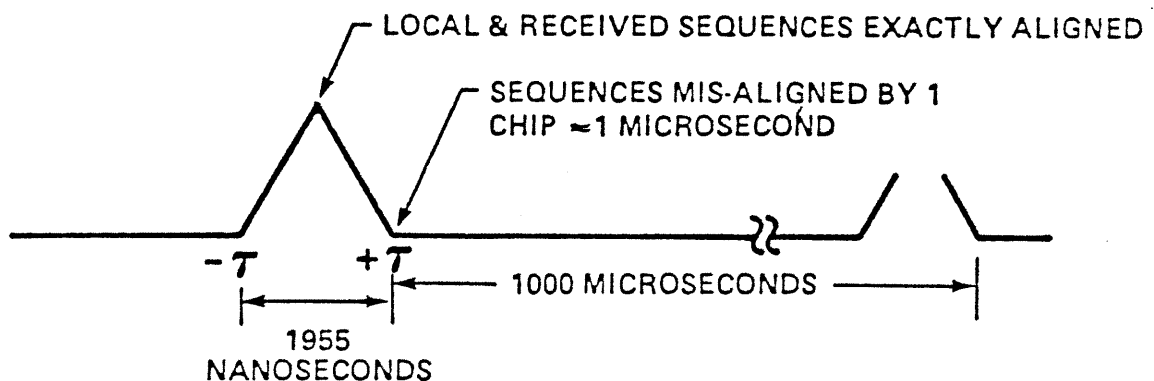 LOCAL & RECEIVED SEQUENCES EXACTLY ALIGNED
SEQUENCES MIS-ALIGNED BY 1
CHIP ≈1 MICROSECOND
-τ
+τ
1000 MICROSECONDS
1955
NANOSECONDS